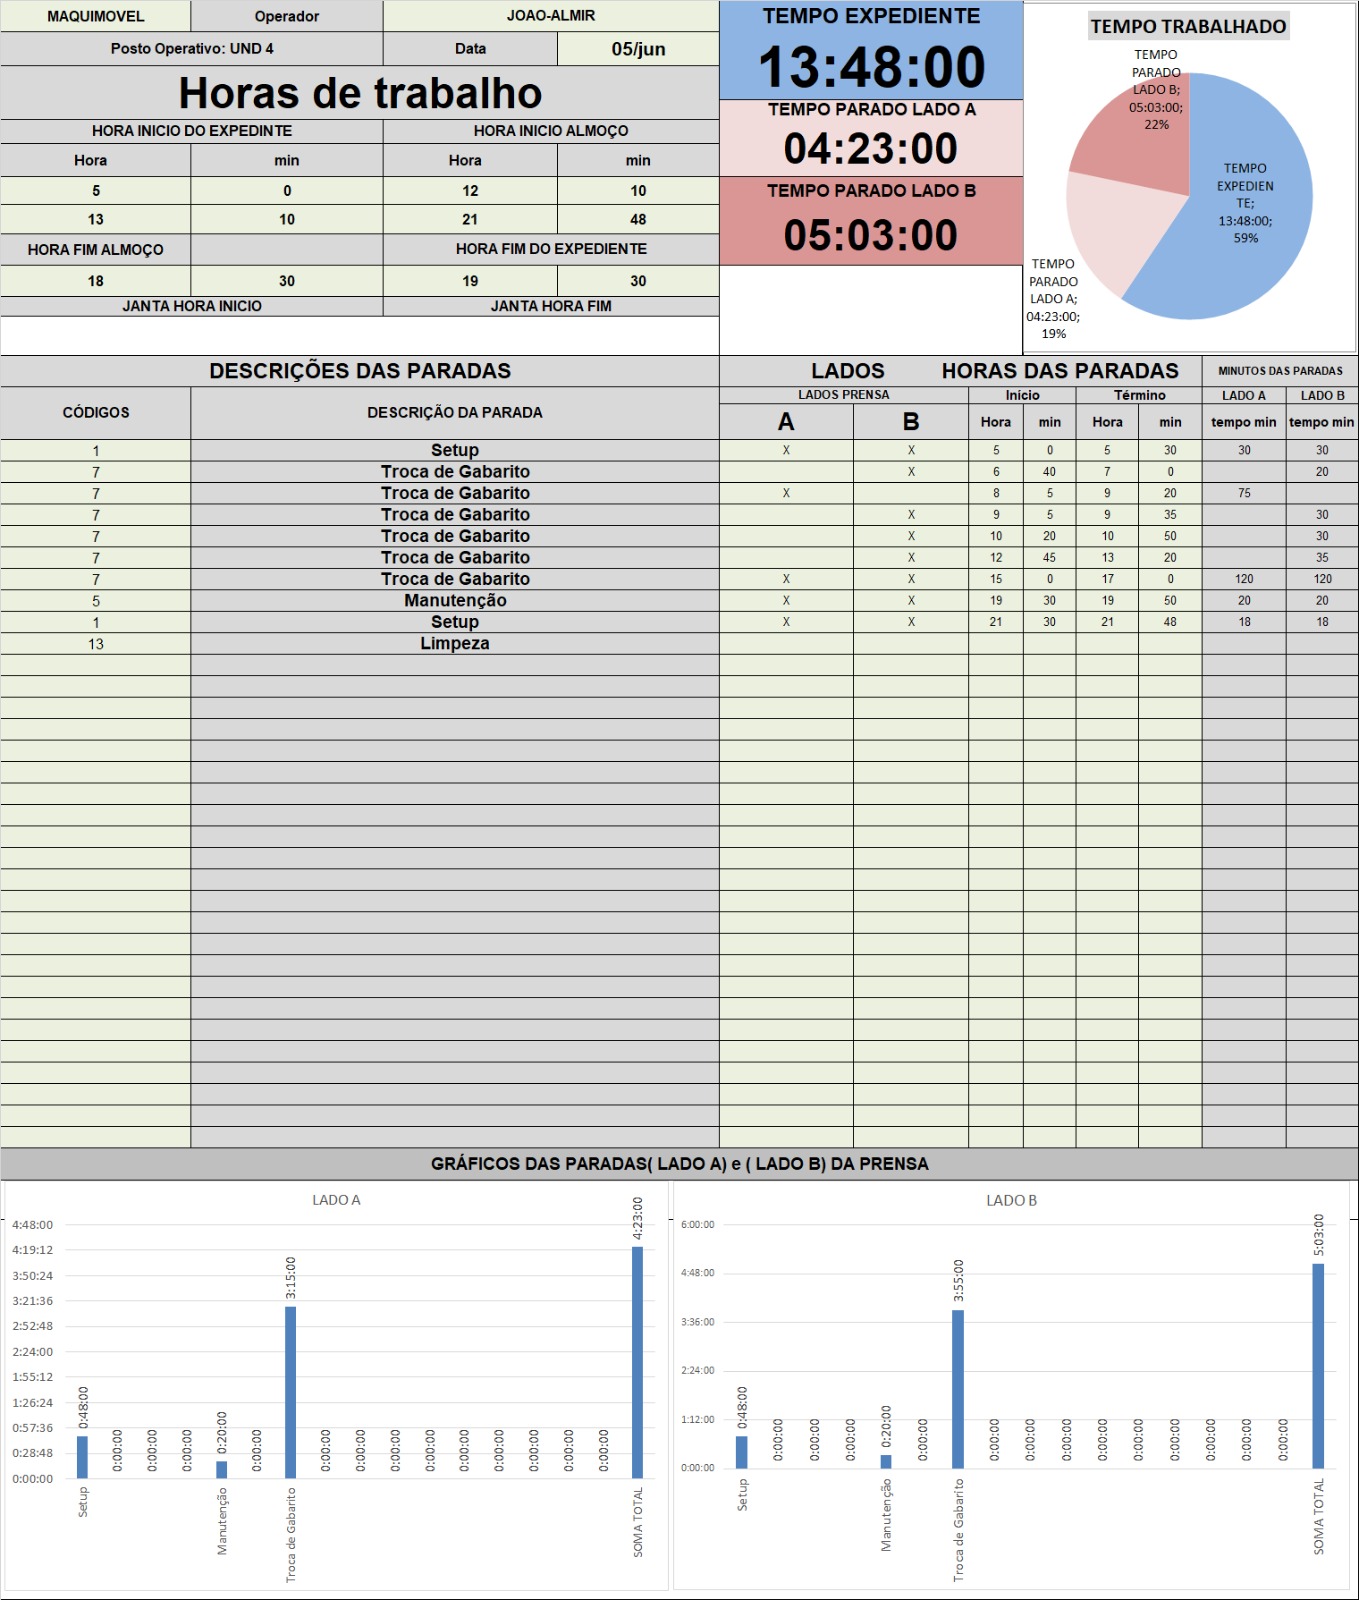 MAQUIMOVEL Operador JOAO-ALMIR
Posto Operativo: UND 4 Data 05/jun
Horas de trabalho
HORA INICIO DO EXPEDINTE HORA INICIO ALMOÇO
Hora min Hora min
5 0 12 10
13 10 21 48
HORA FIM ALMOÇO HORA FIM DO EXPEDIENTE
18 30 19 30
JANTA HORA INICIO JANTA HORA FIM
TEMPO EXPEDIENTE
13:48:00
TEMPO PARADO LADO A
04:23:00
TEMPO PARADO LADO B
05:03:00
TEMPO TRABALHADO
TEMPO
PARADO
LADO B;
05:03:00;
22%
TEMPO
EXPEDIEN
TE;
13:48:00;
59%
TEMPO
PARADO
LADO A;
04:23:00;
19%
DESCRIÇÕES DAS PARADAS LADOS HORAS DAS PARADAS MINUTOS DAS PARADAS
CÓDIGOS DESCRIÇÃO DA PARADA LADOS PRENSA Início Término LADO A LADO B
A B Hora min Hora min tempo min tempo min
1 Setup X X 5 0 5 30 30 30
7 Troca de Gabarito X 6 40 7 0 20
7 Troca de Gabarito X 8 5 9 20 75
7 Troca de Gabarito X 9 5 9 35 30
7 Troca de Gabarito X 10 20 10 50 30
7 Troca de Gabarito X 12 45 13 20 35
7 Troca de Gabarito X X 15 0 17 0 120 120
5 Manutenção X X 19 30 19 50 20 20
1 Setup X X 21 30 21 48 18 18
13 Limpeza
GRÁFICOS DAS PARADAS( LADO A) e ( LADO B) DA PRENSA
LADO A
4:48:00
4:19:12
3:50:24
3:21:36
2:52:48
2:24:00
1:55:12
1:26:24
0:57:36
0:28:48
0:00:00
0:48:00
0:00:00
0:00:00
0:00:00
0:20:00
0:00:00
3:15:00
0:00:00
0:00:00
0:00:00
0:00:00
0:00:00
0:00:00
0:00:00
0:00:00
0:00:00
4:23:00
Setup
Manutenção
Troca de Gabarito
SOMA TOTAL
LADO B
6:00:00
4:48:00
3:36:00
2:24:00
1:12:00
0:00:00
0:48:00
0:00:00
0:00:00
0:00:00
0:20:00
0:00:00
3:55:00
0:00:00
0:00:00
0:00:00
0:00:00
0:00:00
0:00:00
0:00:00
0:00:00
0:00:00
5:03:00
Setup
Manutenção
Troca de Gabarito
SOMA TOTAL